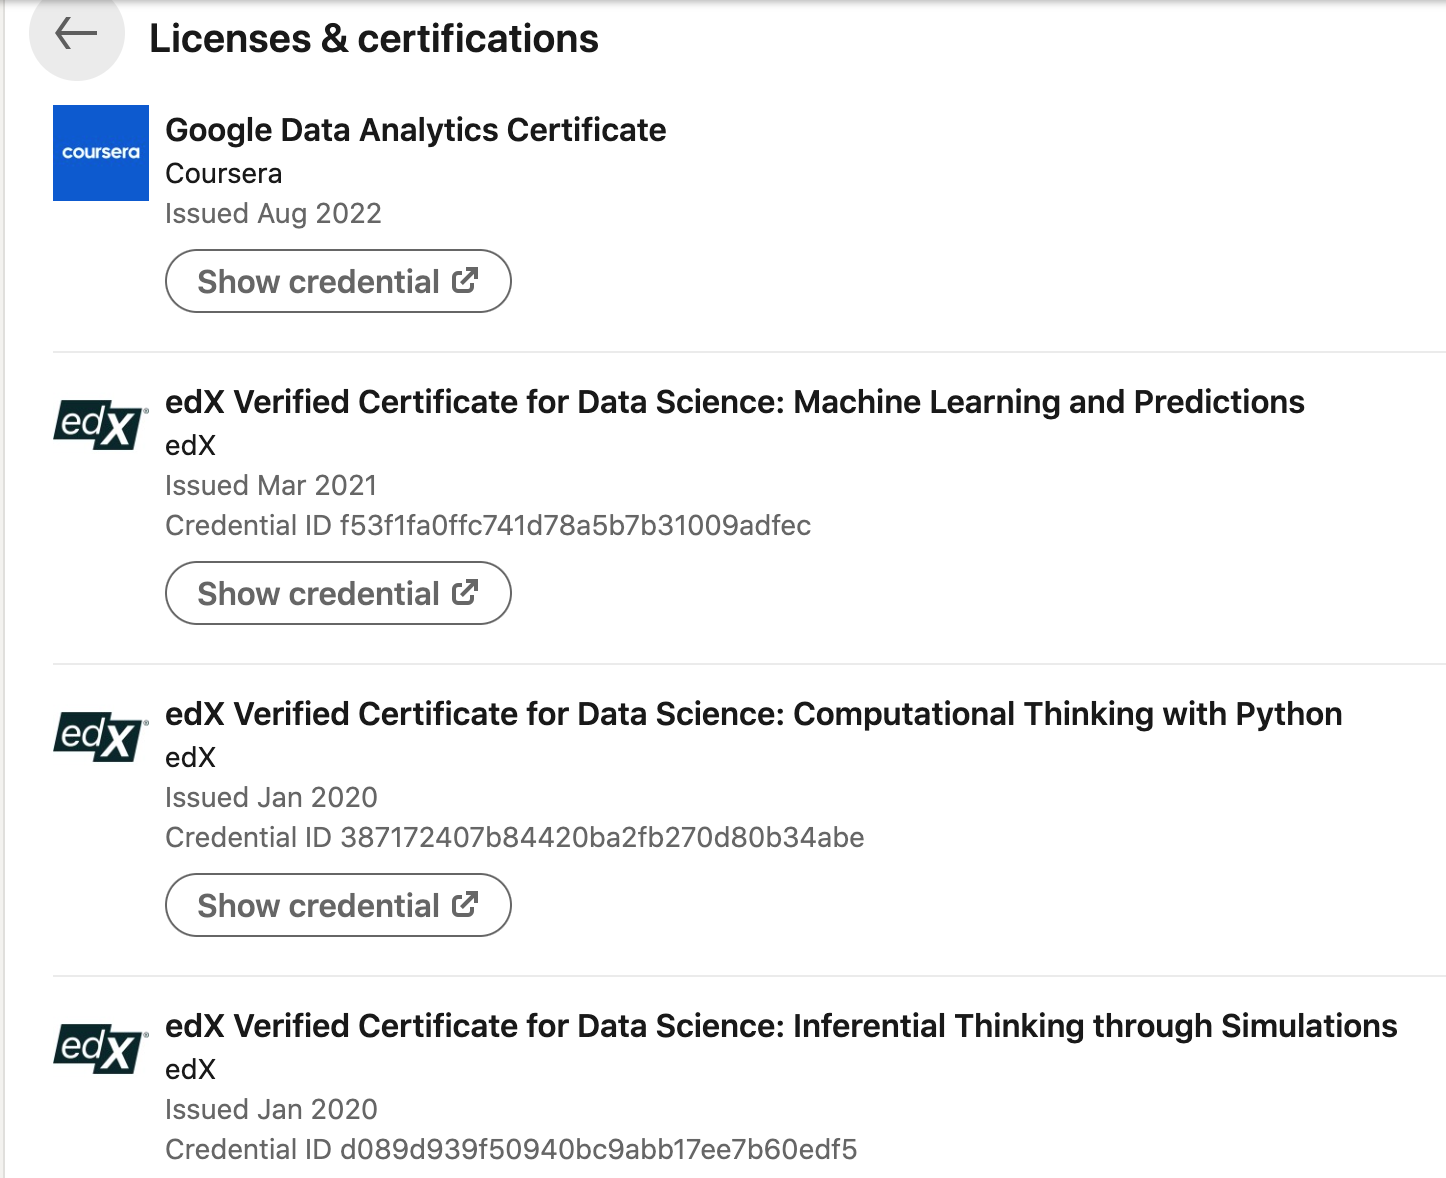 Licenses & certifications
coursera
Google Data Analytics Certificate
Coursera
Issued Aug 2022
Show credential
edX
edX Verified Certificate for Data Science: Machine Learning and Predictions
edX
Issued Mar 2021
Credential ID f53f1fa0ffc741d78a5b7b31009adfec
Show credential
edX
edX Verified Certificate for Data Science: Computational Thinking with Python
edX
Issued Jan 2020
Credential ID 387172407b84420ba2fb270d80b34abe
Show credential
edX
edX Verified Certificate for Data Science: Inferential Thinking through Simulations
edX
Issued Jan 2020
Credential ID d089d939f50940bc9abb17ee7b60edf5